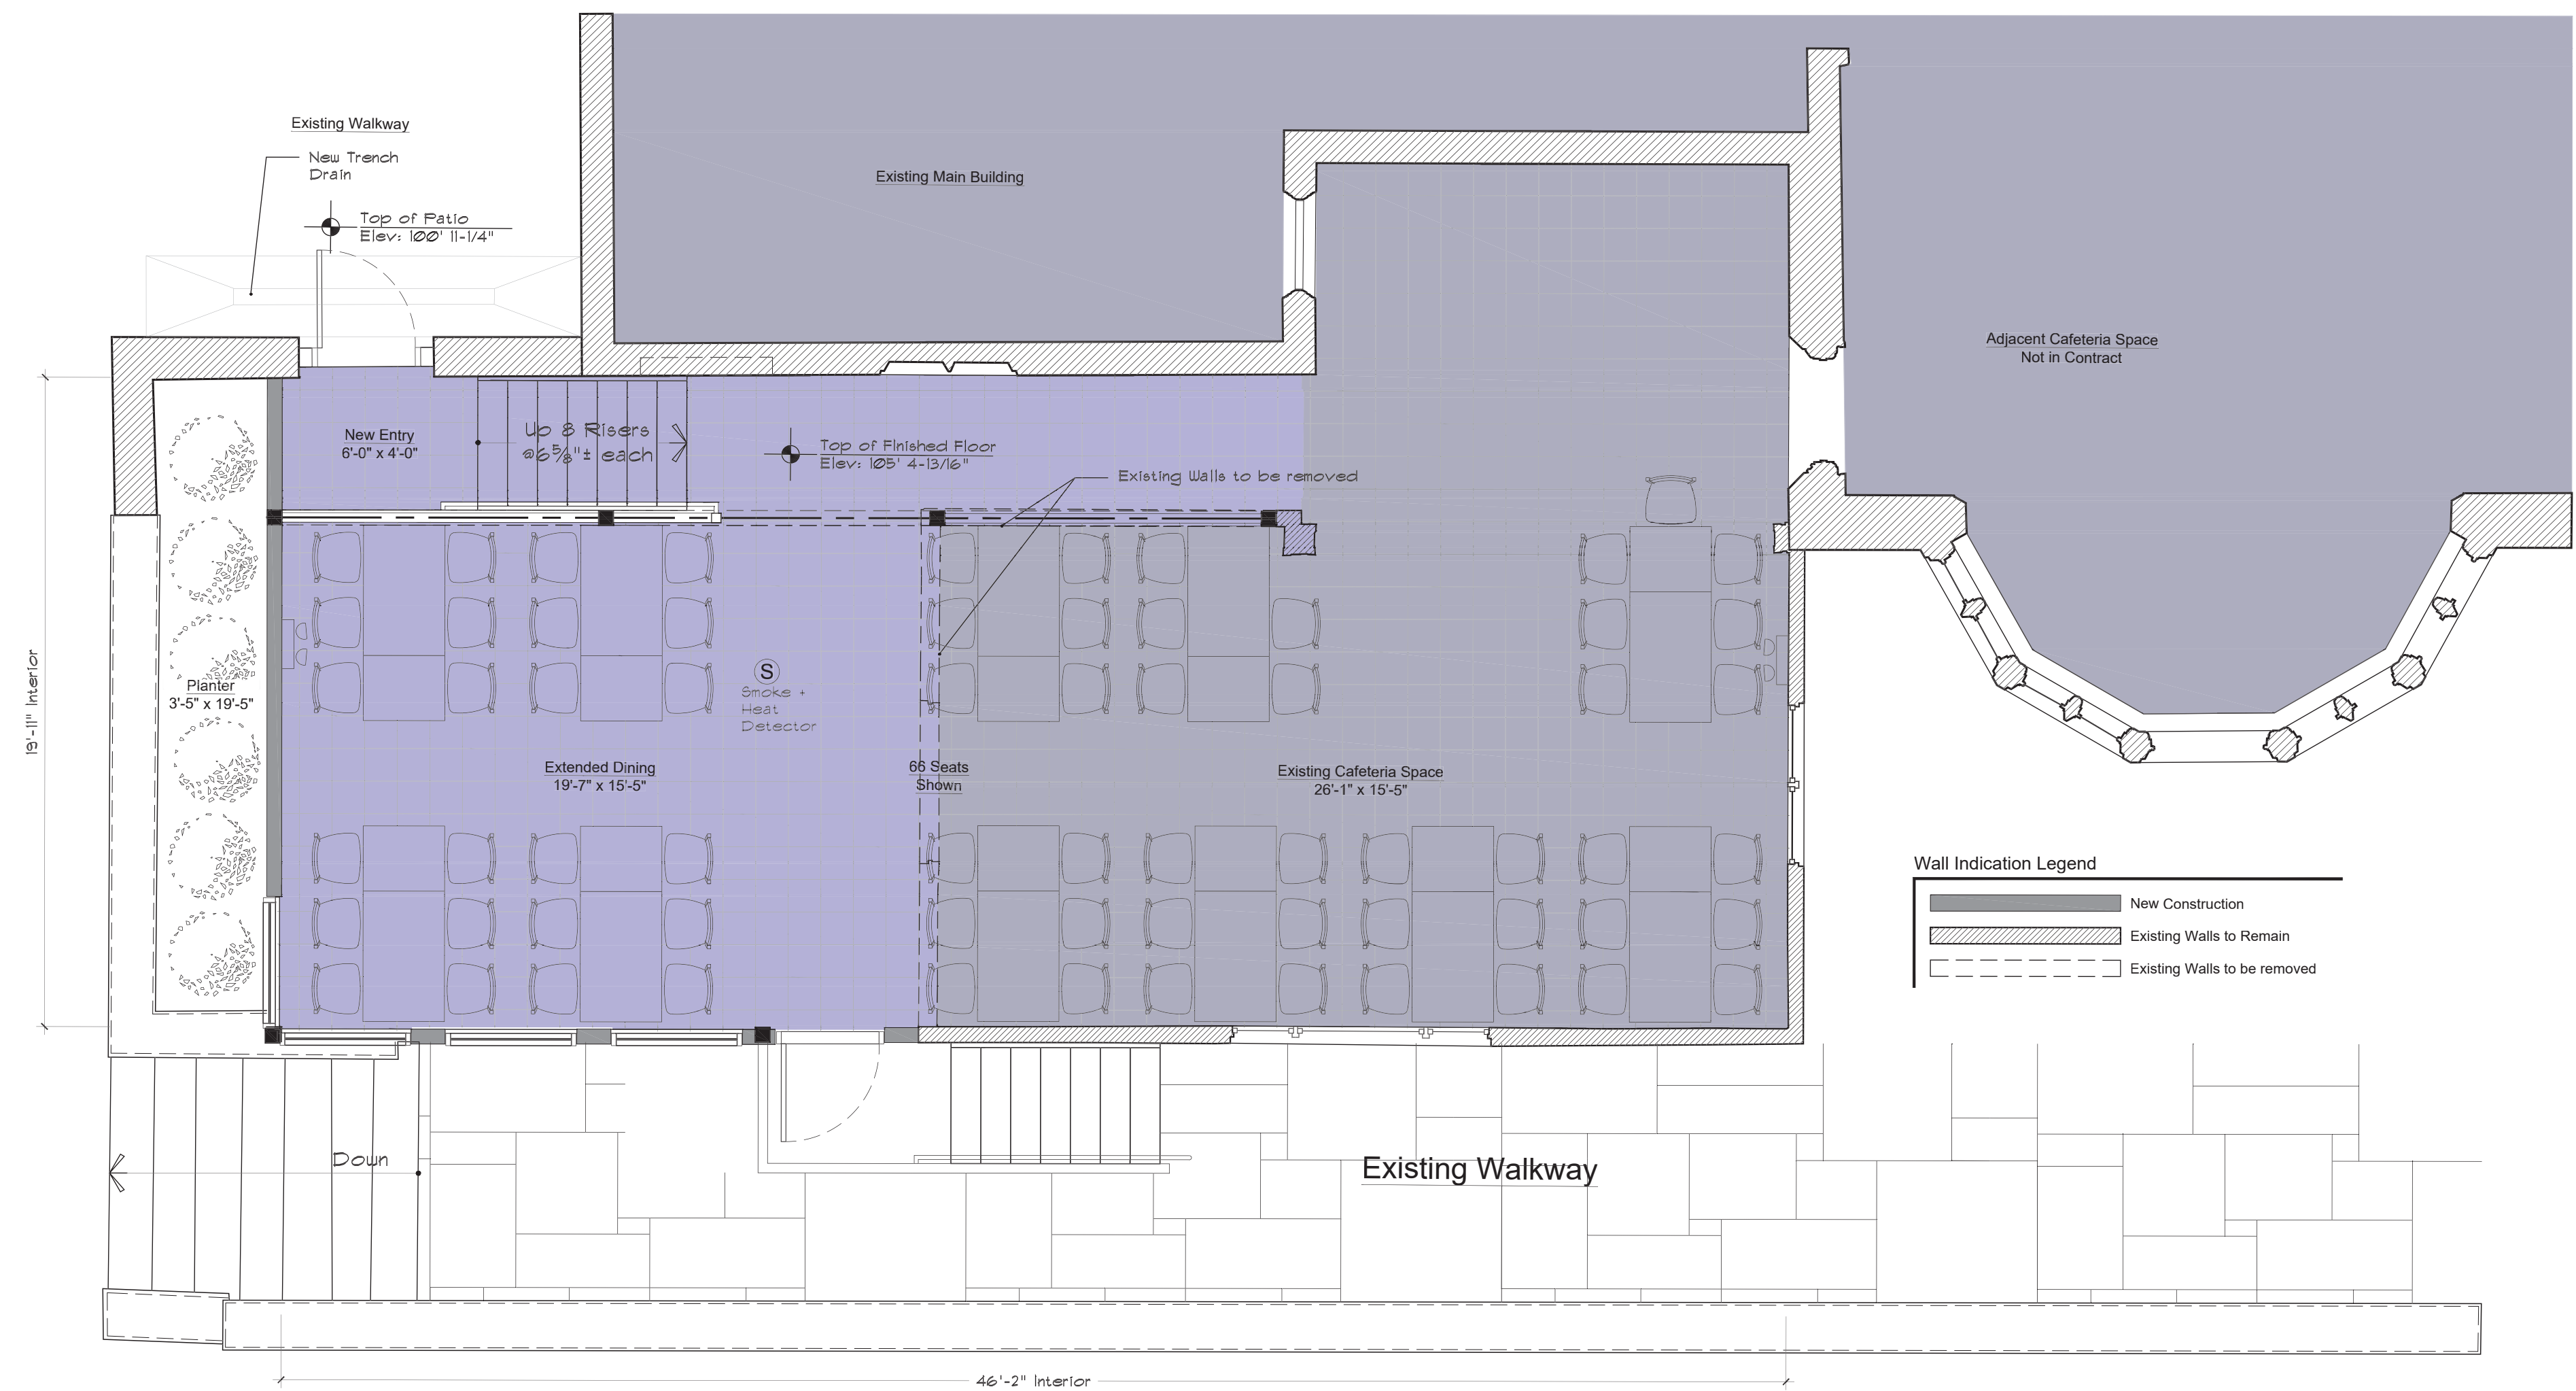 Existing Walkway
New Trench
Drain
Top of Patio
Elev: 100' 11-1/4"
Existing Main Building
Adjacent Cafeteria Space
Not in Contract
New Entry
6'-0" x 4'-0"
Up 8 Risers
@6⅝"± each
Top of Finished Floor
Elev: 105' 4-13/16"
Existing Walls to be removed
19'-11" Interior
Planter
3'-5" x 19'-5"
S
Smoke +
Heat
Detector
Extended Dining
19'-7" x 15'-5"
66 Seats
Shown
Existing Cafeteria Space
26'-1" x 15'-5"
Wall Indication Legend
New Construction
Existing Walls to Remain
Existing Walls to be removed
Down
Existing Walkway
46'-2" Interior